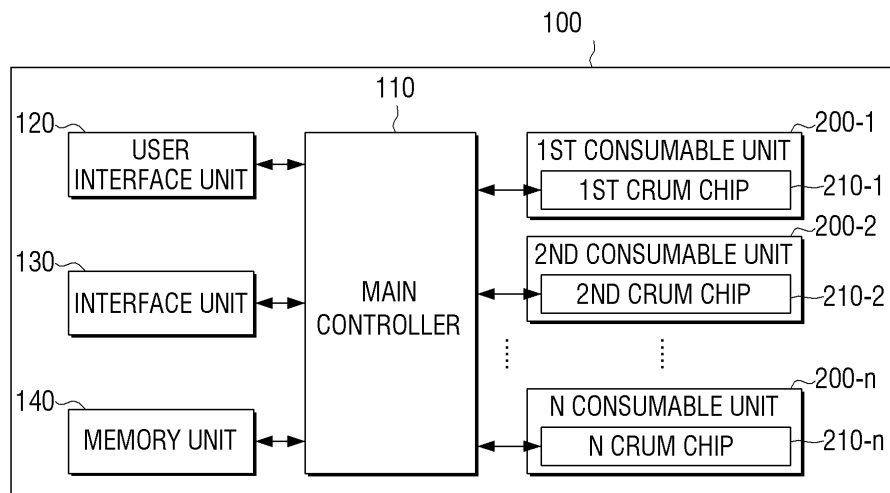 100
110
120
USER
INTERFACE UNIT
130
INTERFACE UNIT
140
MEMORY UNIT
MAIN
CONTROLLER
200-1
1ST CONSUMABLE UNIT
1ST CRUM CHIP
210-1
200-2
2ND CONSUMABLE UNIT
2ND CRUM CHIP
210-2
200-n
N CONSUMABLE UNIT
N CRUM CHIP
210-n